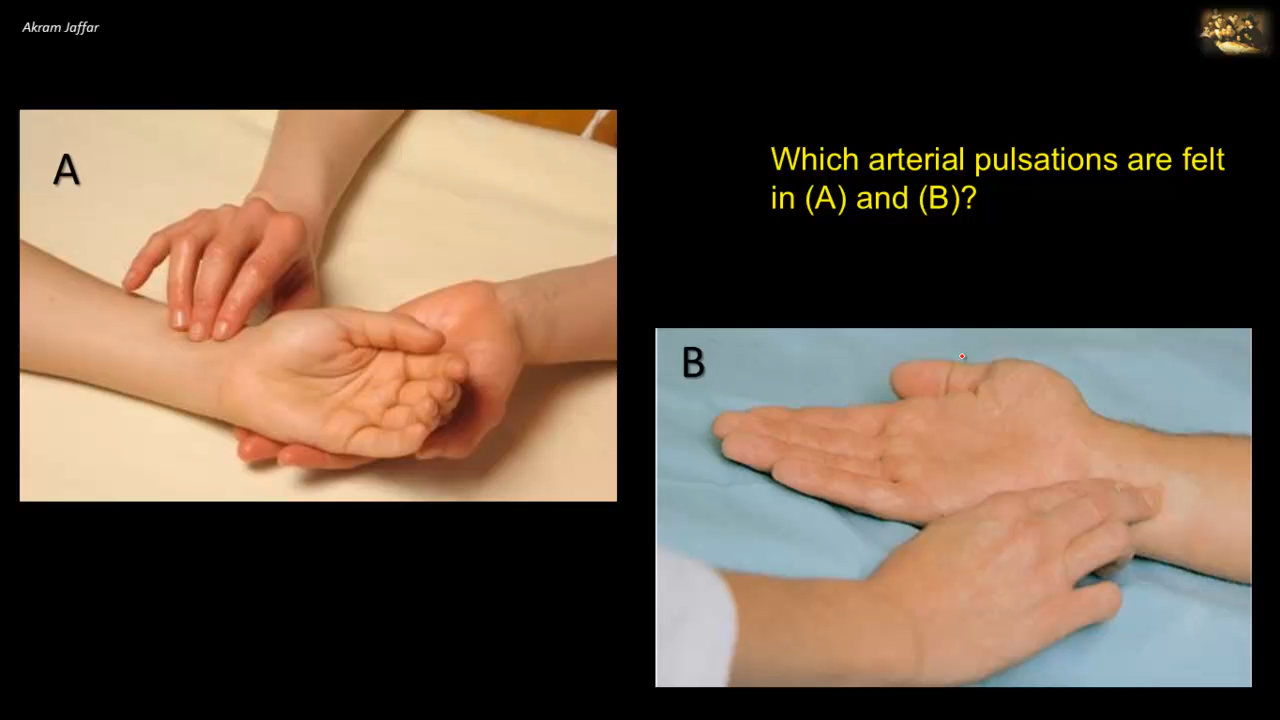 Akram Jaffar
A
Which arterial pulsations are felt
in (A) and (B)?
B